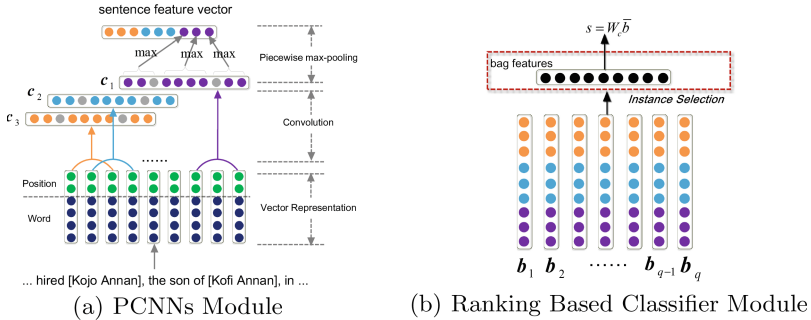 sentence feature vector
max
max
max
Piecewise max-pooling
c1
c2
c3
Convolution
......
Position
Word
Vector Representation
... hired [Kojo Annan], the son of [Kofi Annan], in ...
(a) PCNNs Module
s = W_c b̅
bag features
Instance Selection
b1 b2 ...... bq−1 bq
(b) Ranking Based Classifier Module